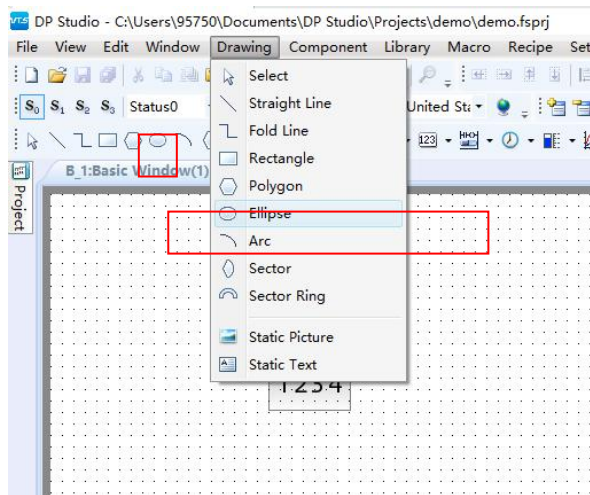 DP Studio - C:\Users\95750\Documents\DP Studio\Projects\demo\demo.fsprj
File View Edit Window Drawing Component Library Macro Recipe Set
S0 S1 S2 S3 Status0 United Sta
123
B_1:Basic Window(1)
Project
Select
Straight Line
Fold Line
Rectangle
Polygon
Ellipse
Arc
Sector
Sector Ring
Static Picture
Static Text
1234